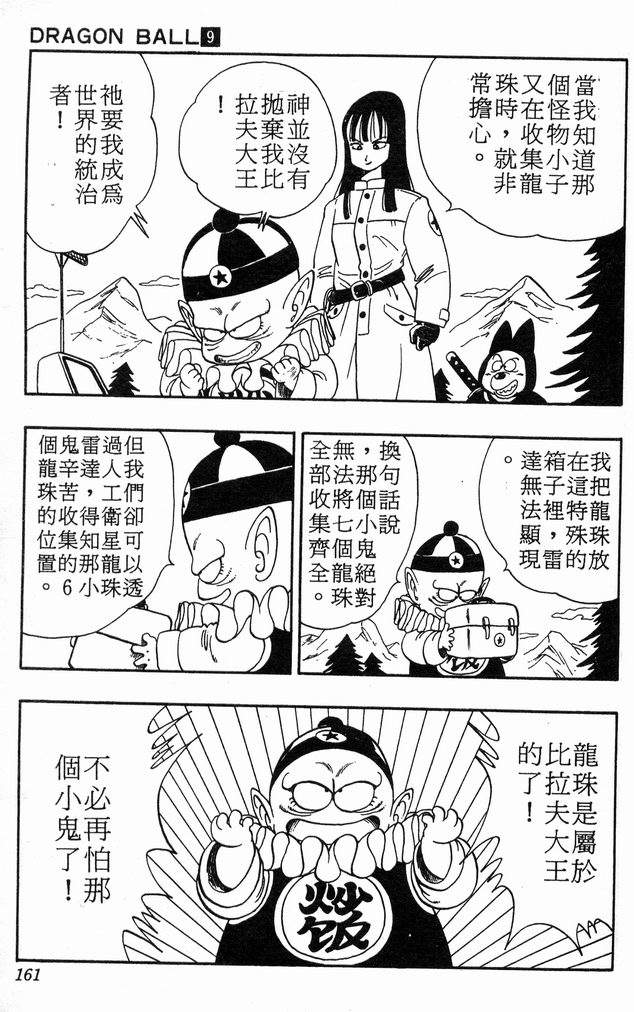 DRAGON BALL 9
當我知道那
個怪物小子
又在收集龍
珠時，就非
常擔心。
神並沒有
拋棄我比
拉夫大王
！
祂要我成為
世界的統治
者！
我把龍珠放
在這特殊的
箱子裡，雷
達無法顯現
。
換句話說
，那個小鬼絕對
無法將七個龍珠
全部收集齊全。
但我們卻可以透
過人工衛星龍珠
雷達，得知那小
鬼辛苦收集的6
個龍珠的位置。
飯
龍珠是屬於
比拉夫大王
的了！
不必再怕那
個小鬼了！
炒飯
AAA
161